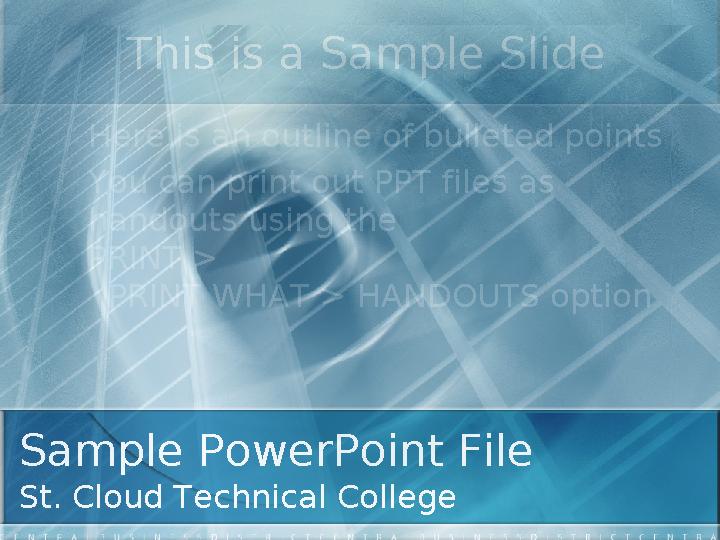 This is a Sample Slide
Here is an outline of bulleted points
You can print out PPT files as
handouts using the
PRINT >
PRINT WHAT > HANDOUTS option
Sample PowerPoint File
St. Cloud Technical College